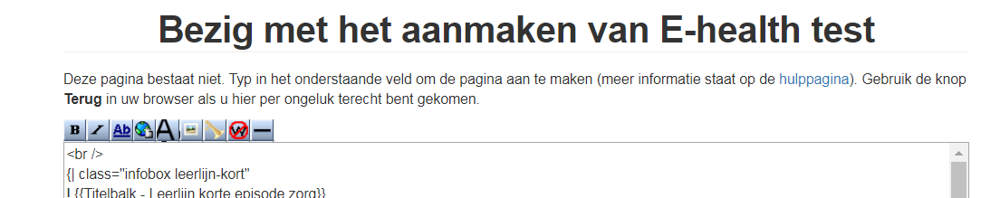 Bezig met het aanmaken van E-health test
Deze pagina bestaat niet. Typ in het onderstaande veld om de pagina aan te maken (meer informatie staat op de hulppagina). Gebruik de knop
Terug in uw browser als u hier per ongeluk terecht bent gekomen.
B I Ab A W
<br />
{| class="infobox leerlijn-kort"
! {{Titelbalk - Leerlijn korte episode zorg}}